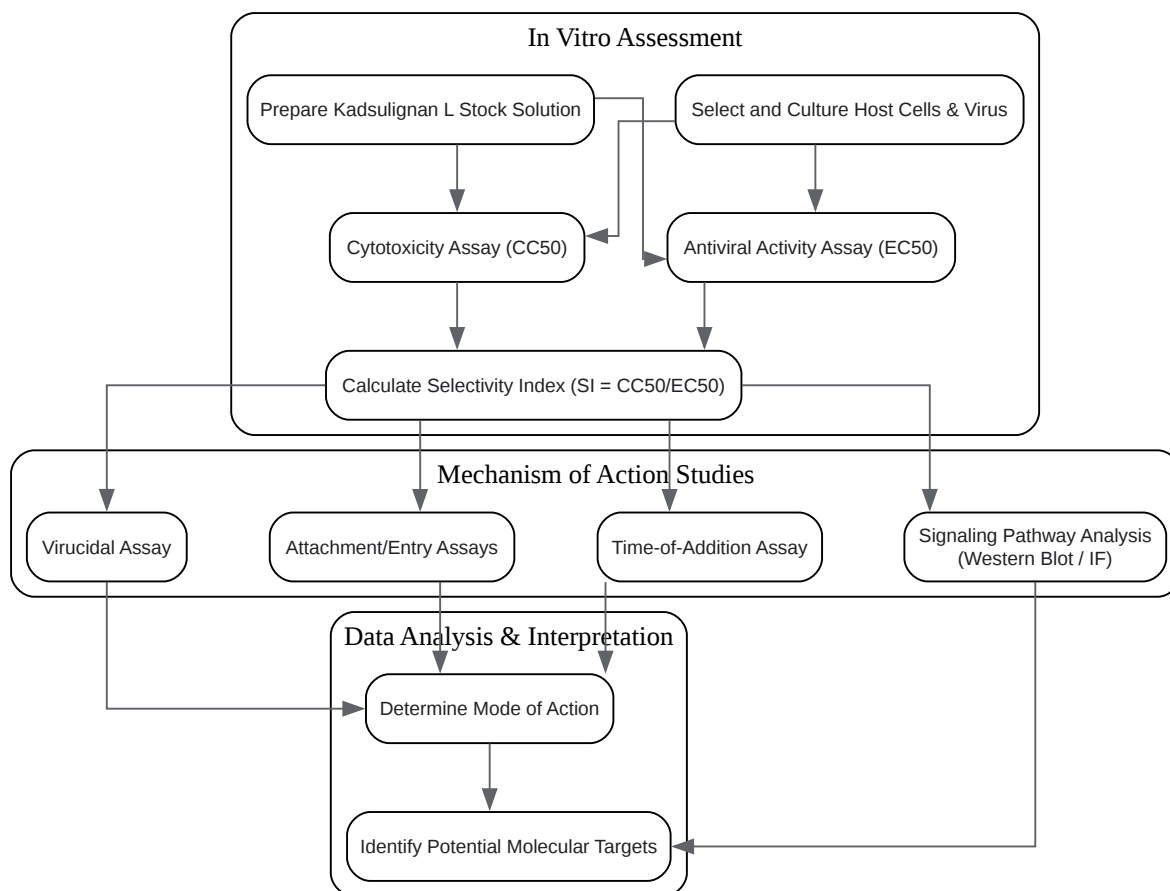 In Vitro Assessment
Prepare Kadsulignan L Stock Solution
Select and Culture Host Cells & Virus
Cytotoxicity Assay (CC50)
Antiviral Activity Assay (EC50)
Calculate Selectivity Index (SI = CC50/EC50)
Mechanism of Action Studies
Virucidal Assay
Attachment/Entry Assays
Time-of-Addition Assay
Signaling Pathway Analysis
(Western Blot / IF)
Data Analysis & Interpretation
Determine Mode of Action
Identify Potential Molecular Targets